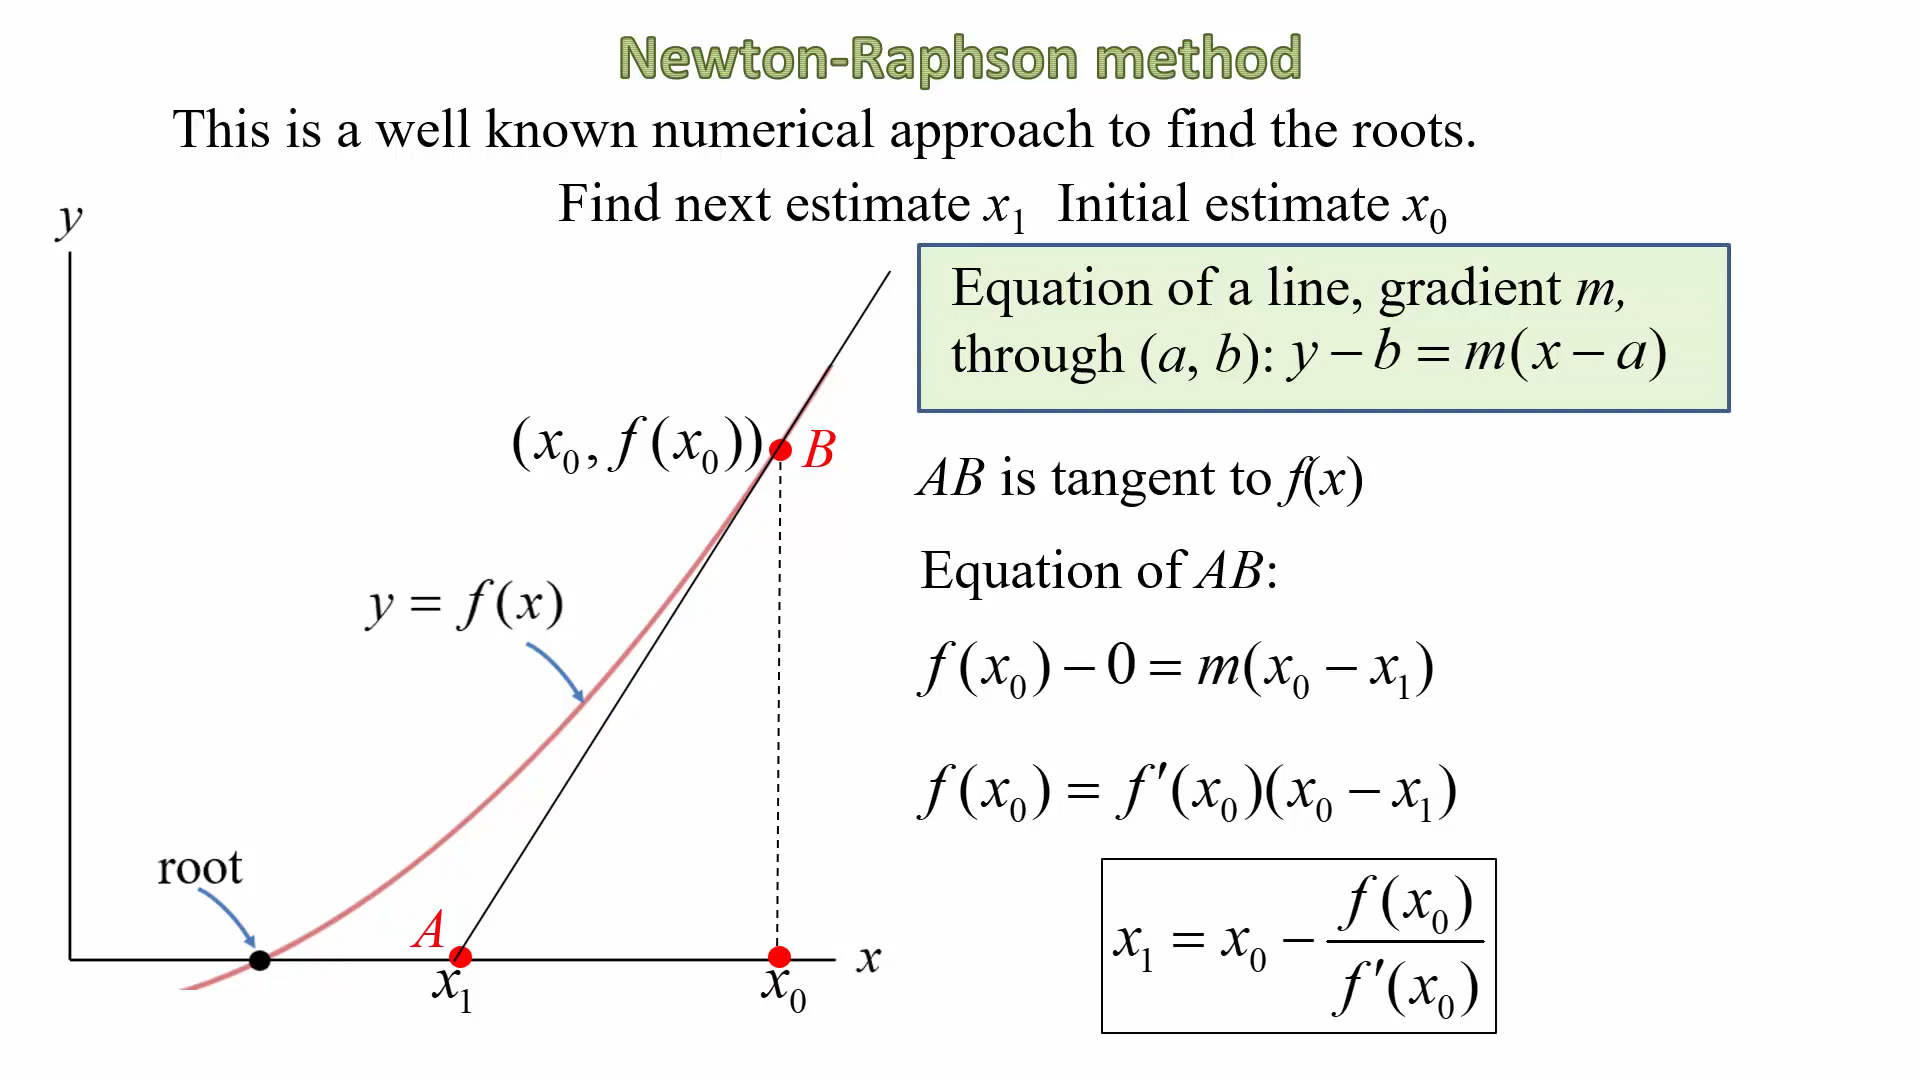 Newton-Raphson method
This is a well known numerical approach to find the roots.
Find next estimate x₁ Initial estimate x₀
y
Equation of a line, gradient m,
through (a, b): y − b = m(x − a)
(x₀, f(x₀)) B
AB is tangent to f(x)
Equation of AB:
y = f(x)
f(x₀) − 0 = m(x₀ − x₁)
f(x₀) = f′(x₀)(x₀ − x₁)
root
A
x₁
x₀
x
x₁ = x₀ − f(x₀) / f′(x₀)